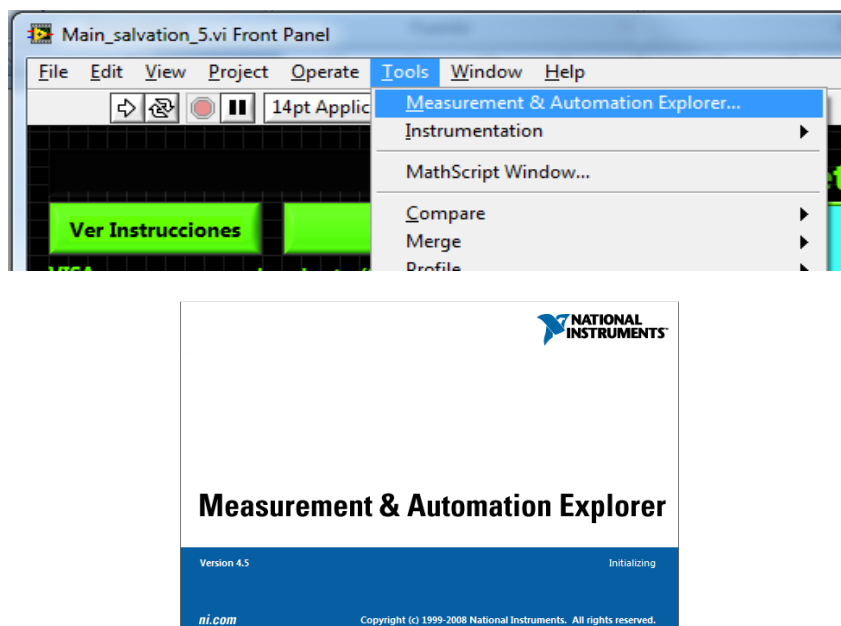 Main_salvation_5.vi Front Panel
File Edit View Project Operate Tools Window Help
14pt Applic
Measurement & Automation Explorer...
Instrumentation
MathScript Window...
Ver Instrucciones
Compare
Merge
Profile
VISA
NATIONAL
INSTRUMENTS
Measurement & Automation Explorer
Version 4.5 Initializing
ni.com Copyright (c) 1999-2008 National Instruments. All rights reserved.